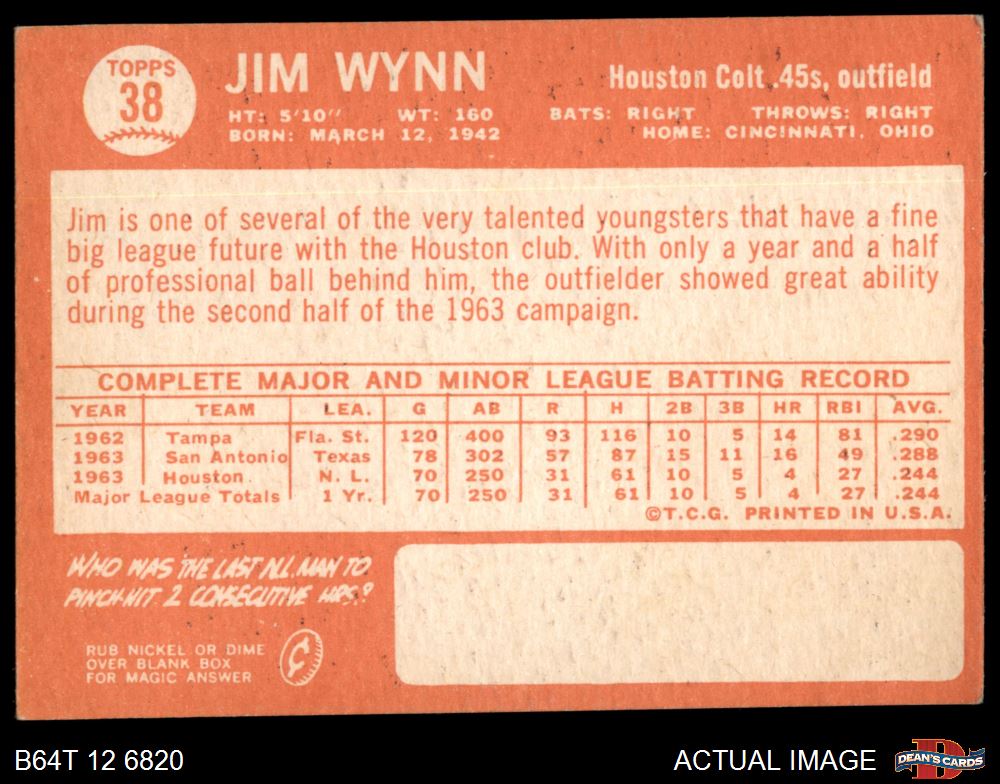 TOPPS
38
JIM WYNN
Houston Colt .45s, outfield
HT: 5'10" WT: 160 BATS: RIGHT THROWS: RIGHT
BORN: MARCH 12, 1942 HOME: CINCINNATI, OHIO
Jim is one of several of the very talented youngsters that have a fine
big league future with the Houston club. With only a year and a half
of professional ball behind him, the outfielder showed great ability
during the second half of the 1963 campaign.
COMPLETE MAJOR AND MINOR LEAGUE BATTING RECORD
YEAR TEAM LEA. G AB R H 2B 3B HR RBI AVG.
1962 Tampa Fla. St. 120 400 93 116 10 5 14 81 .290
1963 San Antonio Texas 78 302 57 87 15 11 16 49 .288
1963 Houston N. L. 70 250 31 61 10 5 4 27 .244
Major League Totals 1 Yr. 70 250 31 61 10 5 4 27 .244
©T.C.G. PRINTED IN U.S.A.
WHO WAS THE LAST N.L. MAN TO
PINCH-HIT 2 CONSECUTIVE HRS.?
RUB NICKEL OR DIME
OVER BLANK BOX
FOR MAGIC ANSWER
¢
B64T 12 6820
ACTUAL IMAGE
D
DEAN'S CARDS